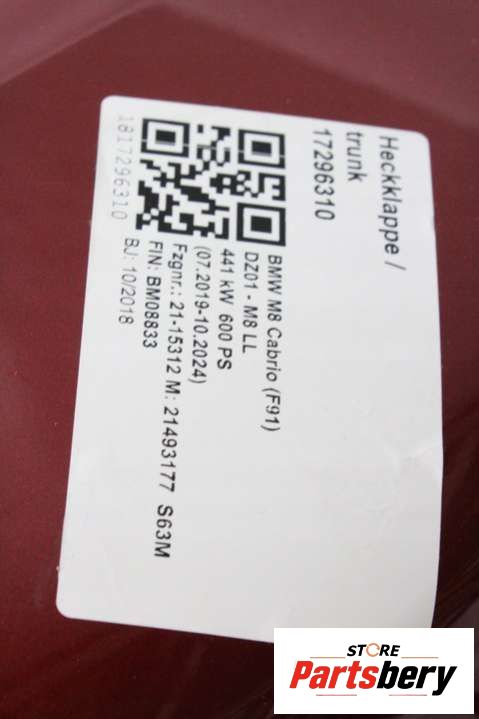 Heckklappe /
trunk
17296310
BMW M8 Cabrio (F91)
DZ01 - M8 LL
441 kW 600 PS
(07.2019-10.2024)
Fzgnr.: 21-15312 M: 21493177 S63M
FIN: BM08833
BJ: 10/2018
1817296310
STORE
Partsbery